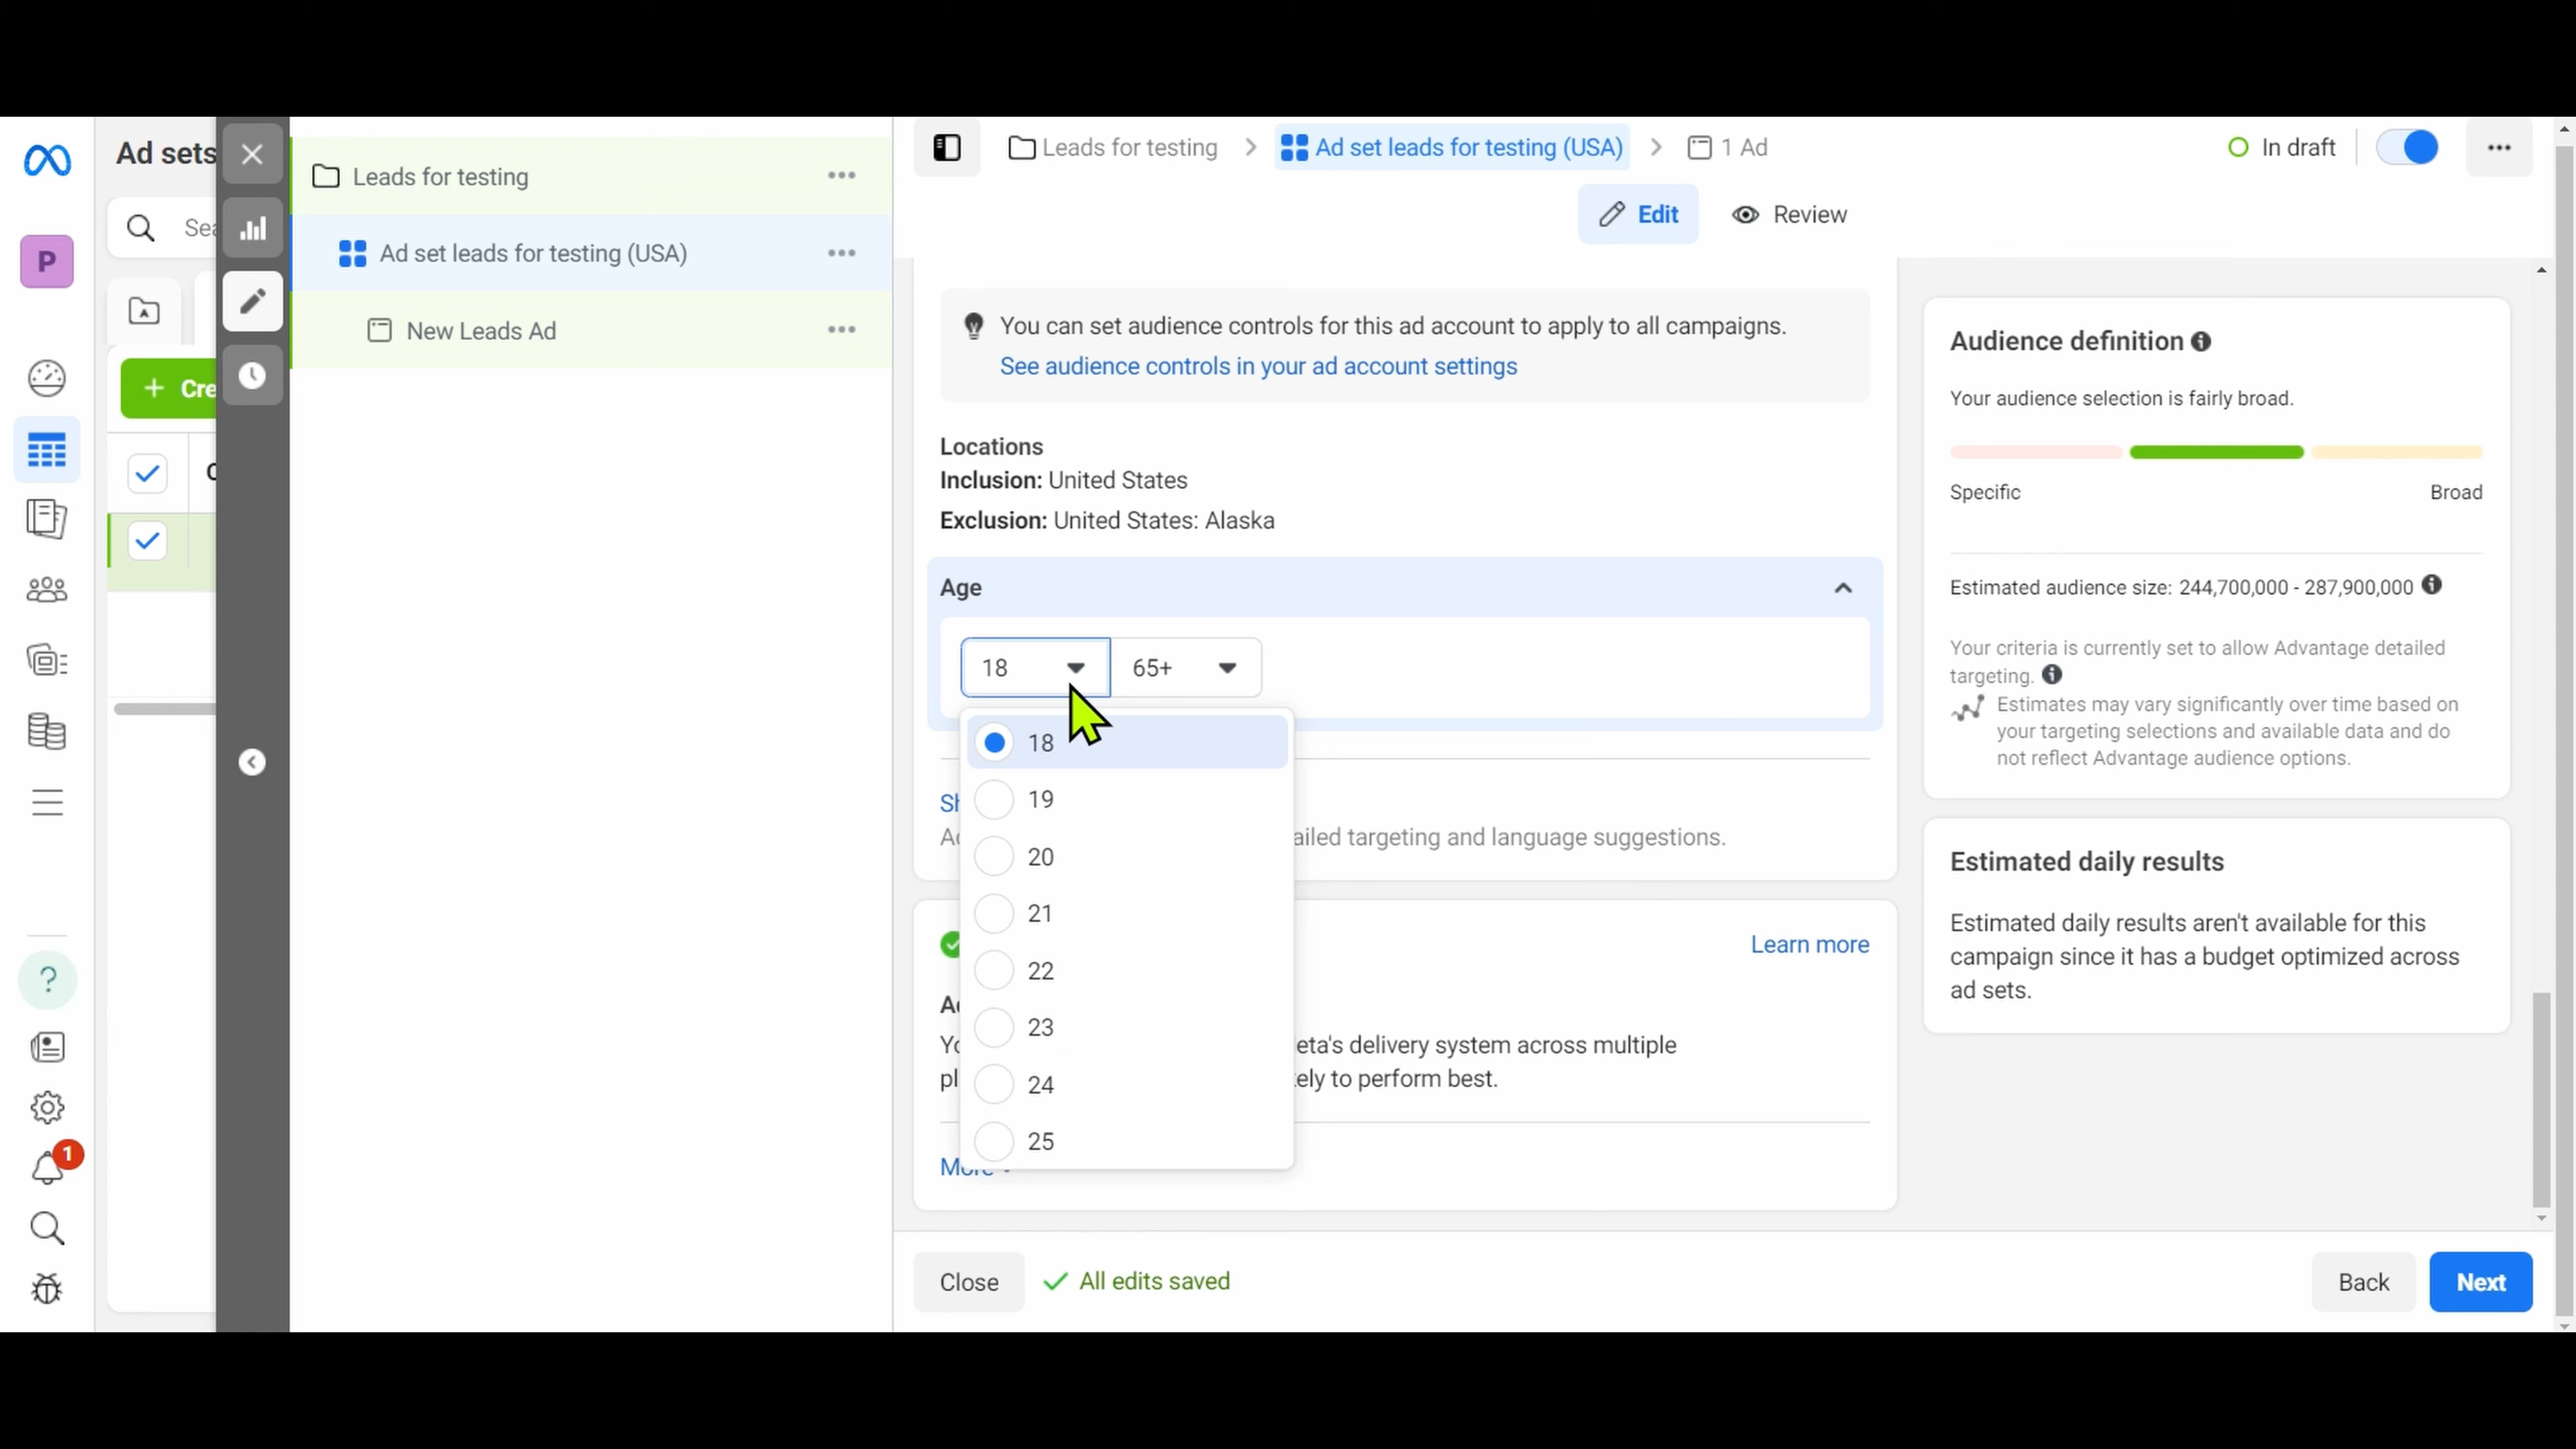 Ad sets
Sea
P
Cre
C
Leads for testing
Ad set leads for testing (USA)
New Leads Ad
Leads for testing
Ad set leads for testing (USA)
1 Ad
In draft
Edit
Review
You can set audience controls for this ad account to apply to all campaigns.
See audience controls in your ad account settings
Locations
Inclusion: United States
Exclusion: United States: Alaska
Age
18
65+
18
19
20
21
22
23
24
25
ailed targeting and language suggestions.
Learn more
eta's delivery system across multiple
ely to perform best.
More
Audience definition
Your audience selection is fairly broad.
Specific
Broad
Estimated audience size: 244,700,000 - 287,900,000
Your criteria is currently set to allow Advantage detailed
targeting.
Estimates may vary significantly over time based on
your targeting selections and available data and do
not reflect Advantage audience options.
Estimated daily results
Estimated daily results aren't available for this
campaign since it has a budget optimized across
ad sets.
?
1
Close
All edits saved
Back
Next